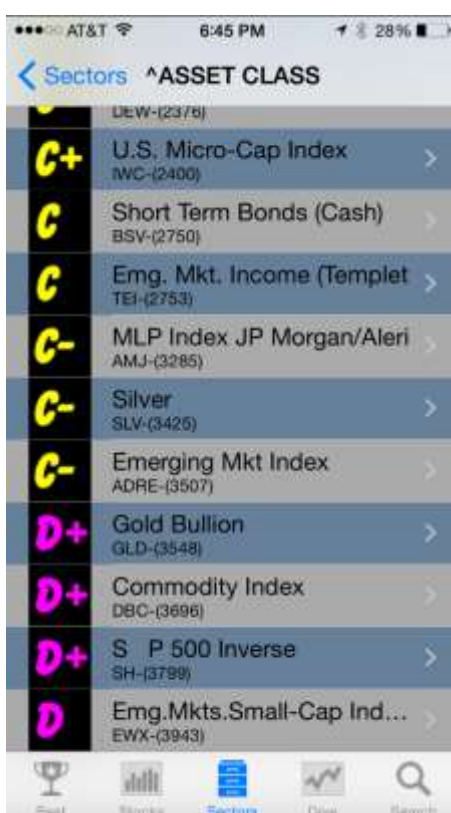 AT&T 6:45 PM 28%
Sectors ^ASSET CLASS
DEW-(2376)
C+ U.S. Micro-Cap Index
IWC-(2400)
C Short Term Bonds (Cash)
BSV-(2750)
C Emg. Mkt. Income (Templet
TEI-(2753)
C- MLP Index JP Morgan/Aleri
AMJ-(3285)
C- Silver
SLV-(3425)
C- Emerging Mkt Index
ADRE-(3507)
D+ Gold Bullion
GLD-(3548)
D+ Commodity Index
DBC-(3696)
D+ S P 500 Inverse
SH-(3799)
D Emg.Mkts.Small-Cap Ind...
EWX-(3943)
Stocks Sectors Search